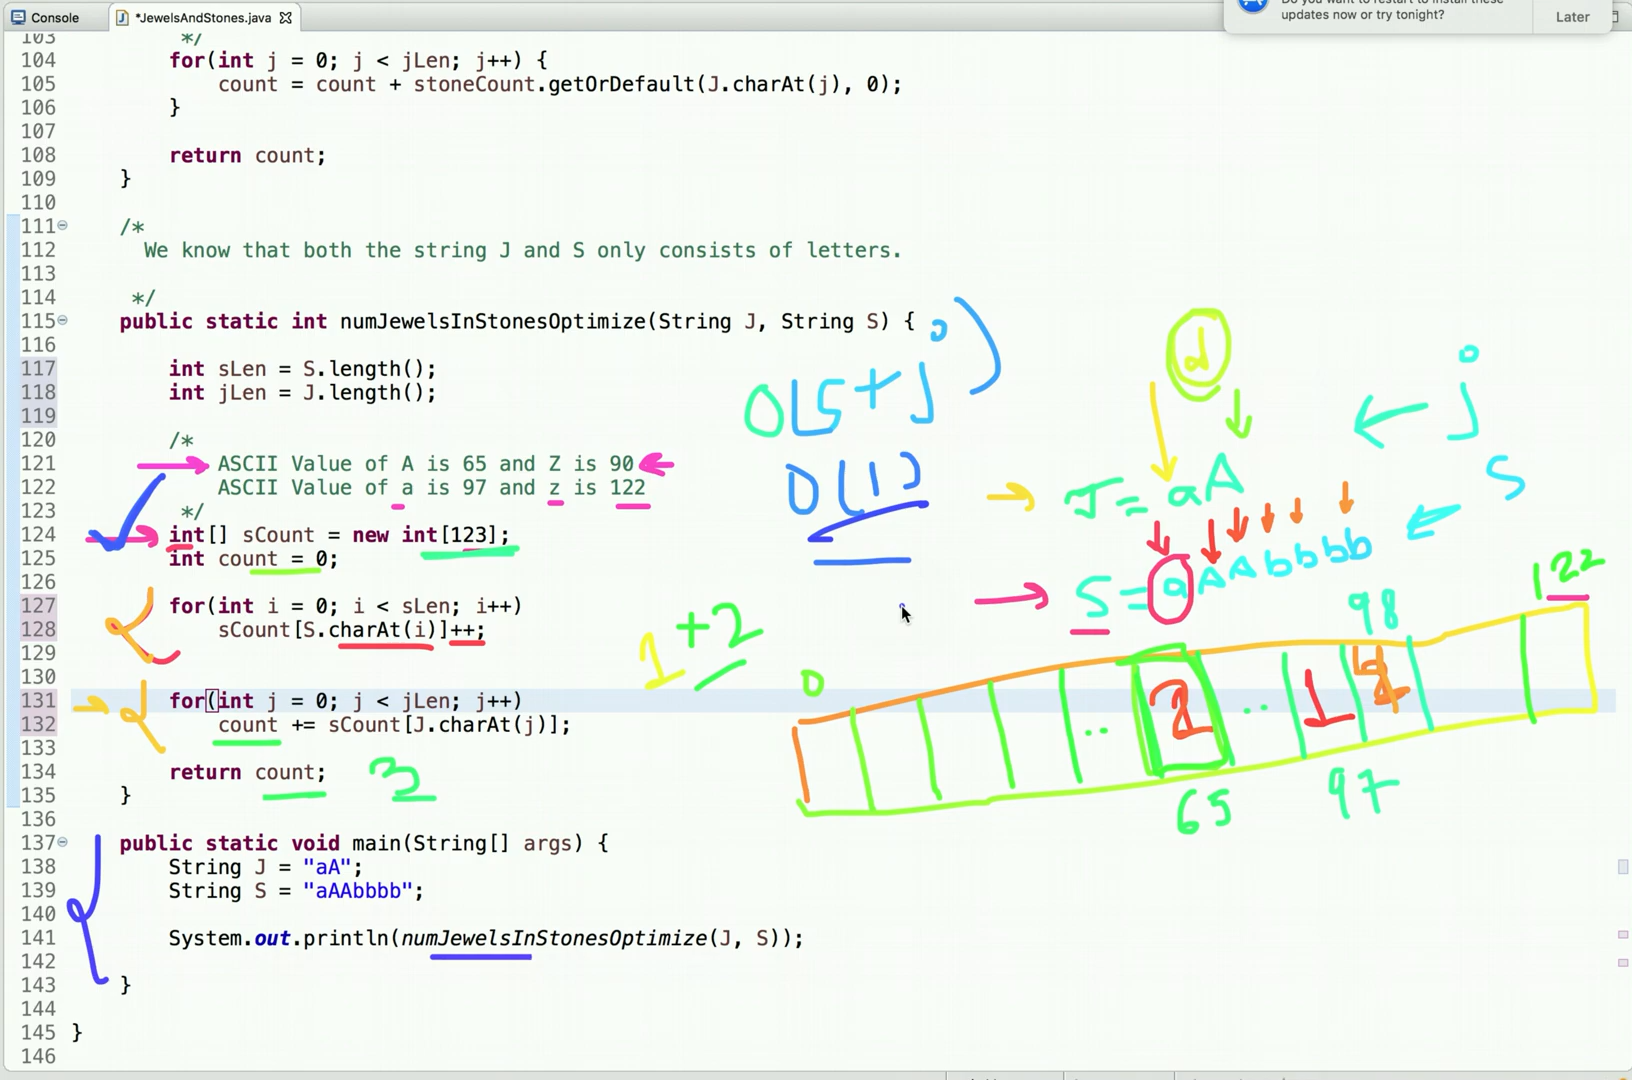 Console
*JewelsAndStones.java
updates now or try tonight?
Later
103 */
104 for(int j = 0; j < jLen; j++) {
105 count = count + stoneCount.getOrDefault(J.charAt(j), 0);
106 }
107
108 return count;
109 }
110
111 /*
112 We know that both the string J and S only consists of letters.
113
114 */
115 public static int numJewelsInStonesOptimize(String J, String S) {
116
117 int sLen = S.length();
118 int jLen = J.length();
119
120 /*
121 ASCII Value of A is 65 and Z is 90
122 ASCII Value of a is 97 and z is 122
123 */
124 int[] sCount = new int[123];
125 int count = 0;
126
127 for(int i = 0; i < sLen; i++)
128 sCount[S.charAt(i)]++;
129
130
131 for(int j = 0; j < jLen; j++)
132 count += sCount[J.charAt(j)];
133
134 return count;
135 }
136
137 public static void main(String[] args) {
138 String J = "aA";
139 String S = "aAAbbbb";
140
141 System.out.println(numJewelsInStonesOptimize(J, S));
142
143 }
144
145 }
146
O(S+j)
O(1)
j
S
J=aA
S=aAAbbbb
1+2
3
0
2
1
65
97
98
122